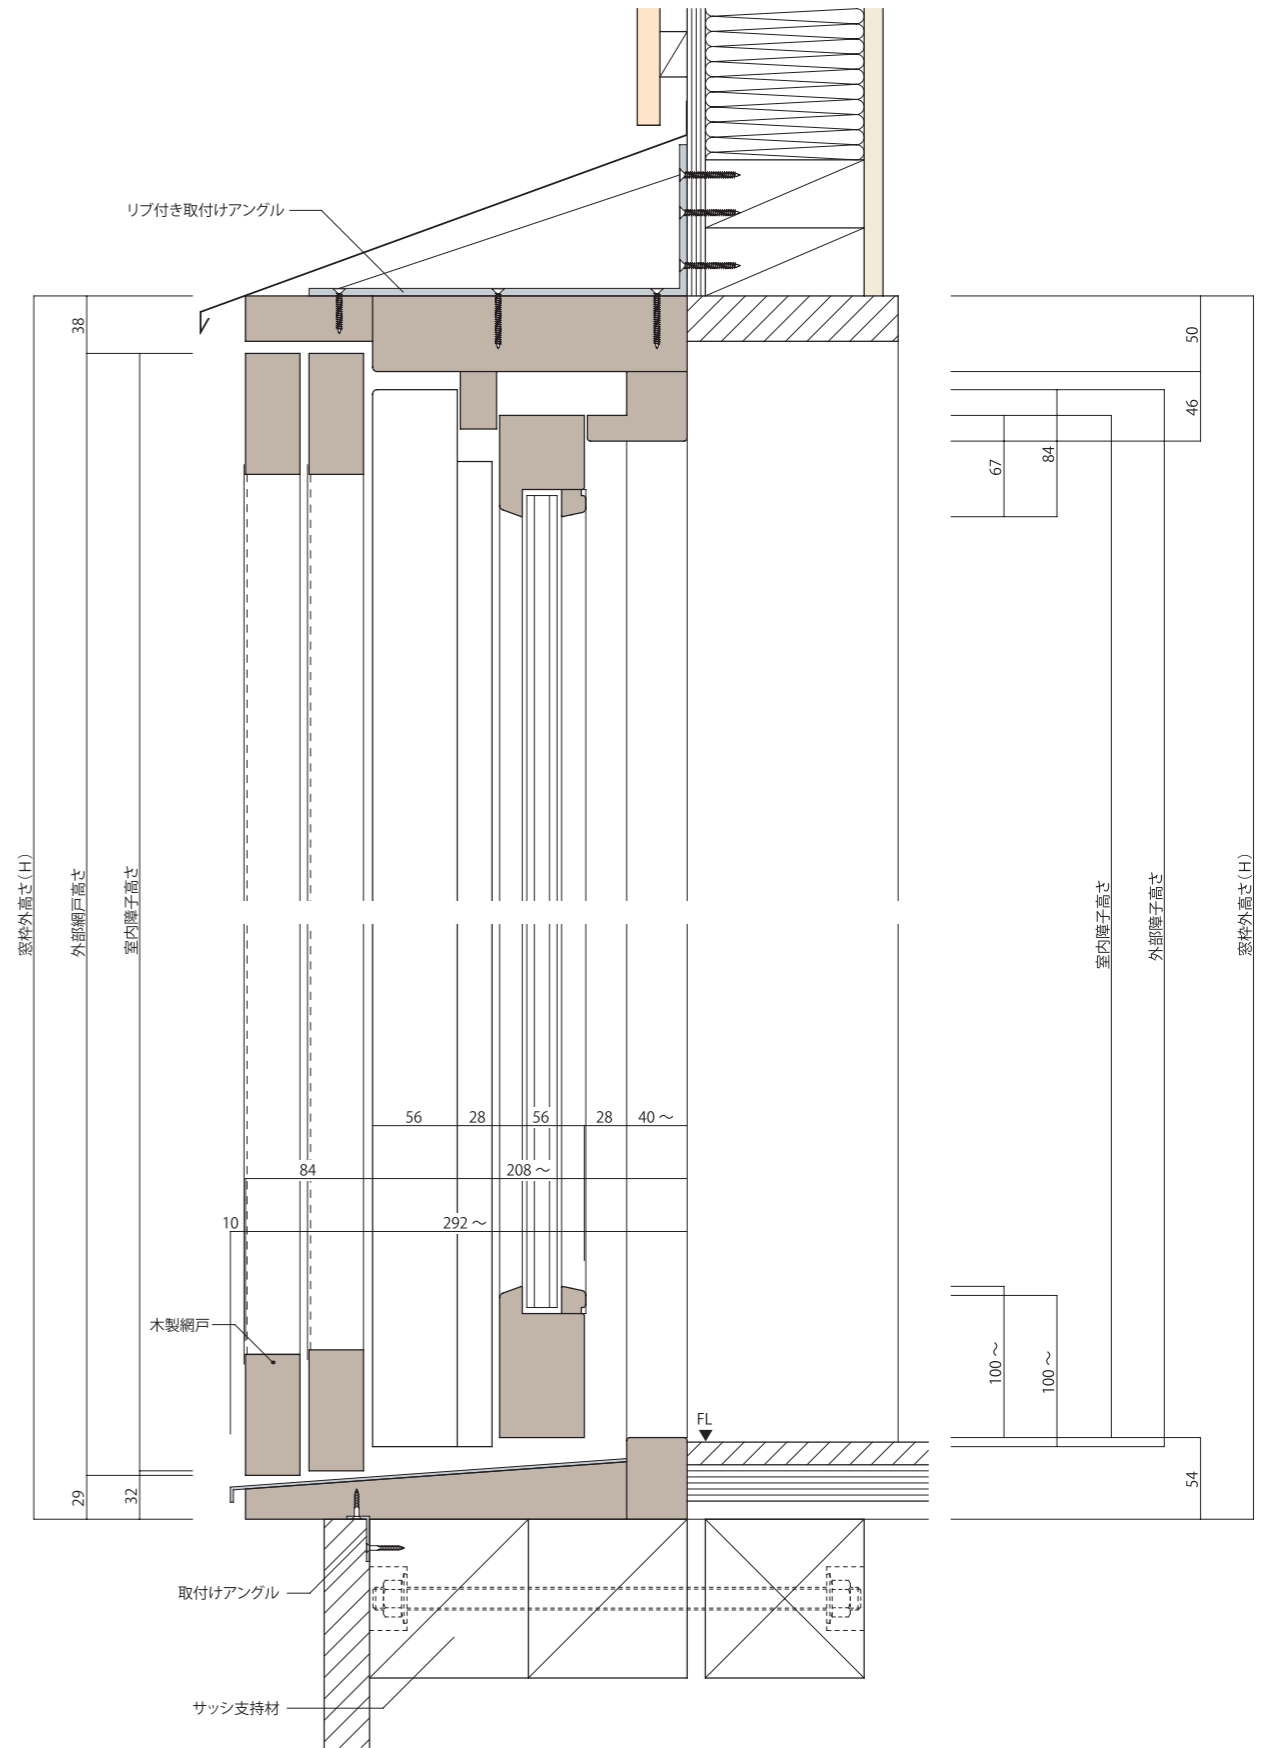 リブ付き取付けアングル
38
50
46
67
84
窓枠外高さ（H）
外部網戸高さ
室内障子高さ
室内障子高さ
外部障子高さ
窓枠外高さ（H）
56
28
56
28
40～
84
208～
10
292～
木製網戸
100～
100～
FL
29
32
54
取付けアングル
サッシ支持材